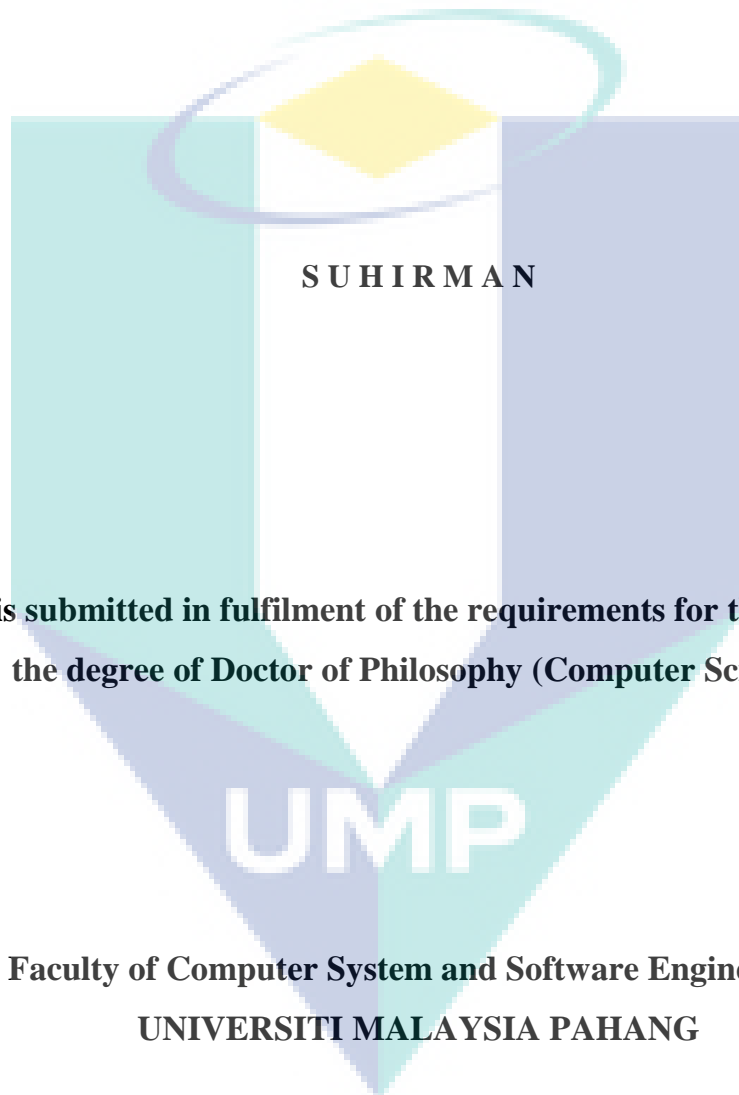 S U H I R M A N
is submitted in fulfilment of the requirements for
the degree of Doctor of Philosophy (Computer
UMP
Faculty of Computer System and Software
UNIVERSITI MALAYSIA PAHANG